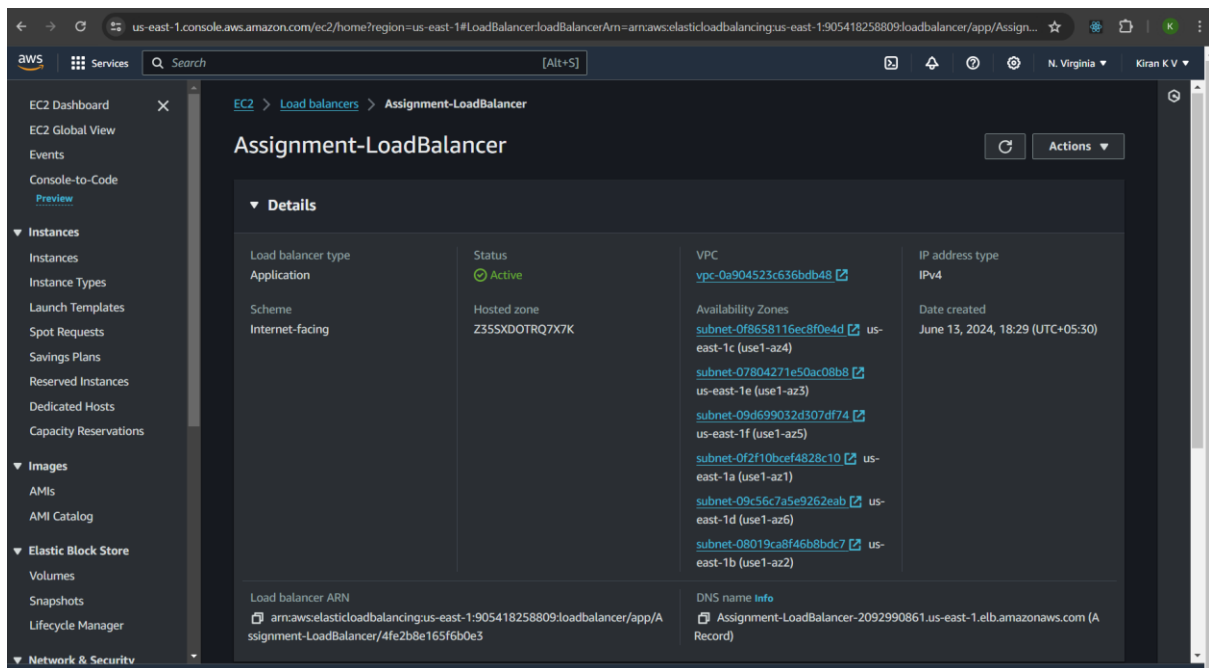 us-east-1.console.aws.amazon.com/ec2/home?region=us-east-1#LoadBalancer:loadBalancerArn=arn:aws:elasticloadbalancing:us-east-1:905418258809:loadbalancer/app/Assign...
K
aws Services Search [Alt+S] N. Virginia Kiran K V
EC2 Dashboard
EC2 Global View
Events
Console-to-Code
Preview
Instances
Instances
Instance Types
Launch Templates
Spot Requests
Savings Plans
Reserved Instances
Dedicated Hosts
Capacity Reservations
Images
AMIs
AMI Catalog
Elastic Block Store
Volumes
Snapshots
Lifecycle Manager
Network & Security
EC2 > Load balancers > Assignment-LoadBalancer
Assignment-LoadBalancer
Actions
Details
Load balancer type
Application
Scheme
Internet-facing
Status
Active
Hosted zone
Z35SXDOTRQ7X7K
VPC
vpc-0a904523c636bdb48
Availability Zones
subnet-0f8658116ec8f0e4d us-
east-1c (use1-az4)
subnet-07804271e50ac08b8
us-east-1e (use1-az3)
subnet-09d699032d307df74
us-east-1f (use1-az5)
subnet-0f2f10bcef4828c10 us-
east-1a (use1-az1)
subnet-09c56c7a5e9262eab us-
east-1d (use1-az6)
subnet-08019ca8f46b8bdc7 us-
east-1b (use1-az2)
IP address type
IPv4
Date created
June 13, 2024, 18:29 (UTC+05:30)
Load balancer ARN
arn:aws:elasticloadbalancing:us-east-1:905418258809:loadbalancer/app/A
ssignment-LoadBalancer/4fe2b8e165f6b0e3
DNS name Info
Assignment-LoadBalancer-2092990861.us-east-1.elb.amazonaws.com (A
Record)